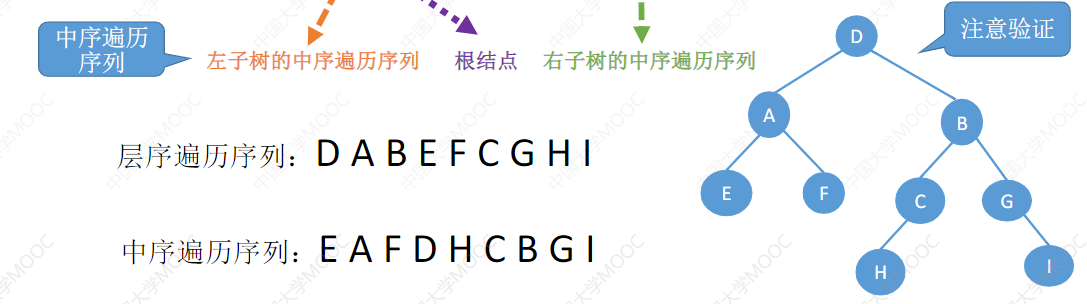 中序遍历
序列
左子树的中序遍历序列 根结点 右子树的中序遍历序列
注意验证
层序遍历序列：D A B E F C G H I
中序遍历序列：E A F D H C B G I
D
A
B
E
F
C
G
H
I
中国大学MOOC